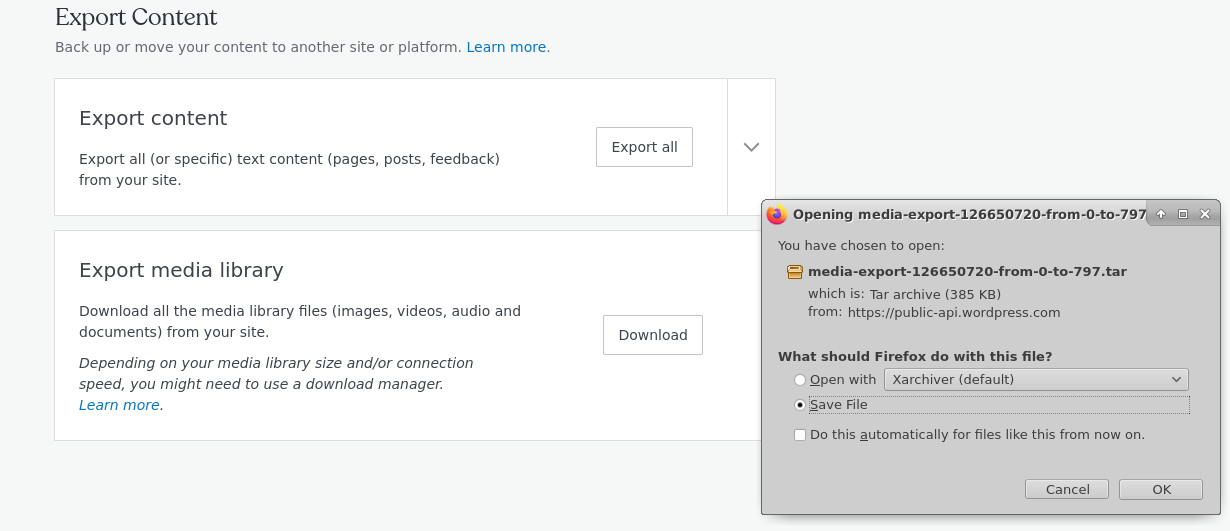 Export Content
Back up or move your content to another site or platform. Learn more.
Export content
Export all (or specific) text content (pages, posts, feedback)
from your site.
Export all
Export media library
Download all the media library files (images, videos, audio and
documents) from your site.
Depending on your media library size and/or connection
speed, you might need to use a download manager.
Learn more.
Download
Opening media-export-126650720-from-0-to-797
You have chosen to open:
media-export-126650720-from-0-to-797.tar
which is: Tar archive (385 KB)
from: https://public-api.wordpress.com
What should Firefox do with this file?
Open with Xarchiver (default)
Save File
Do this automatically for files like this from now on.
Cancel OK